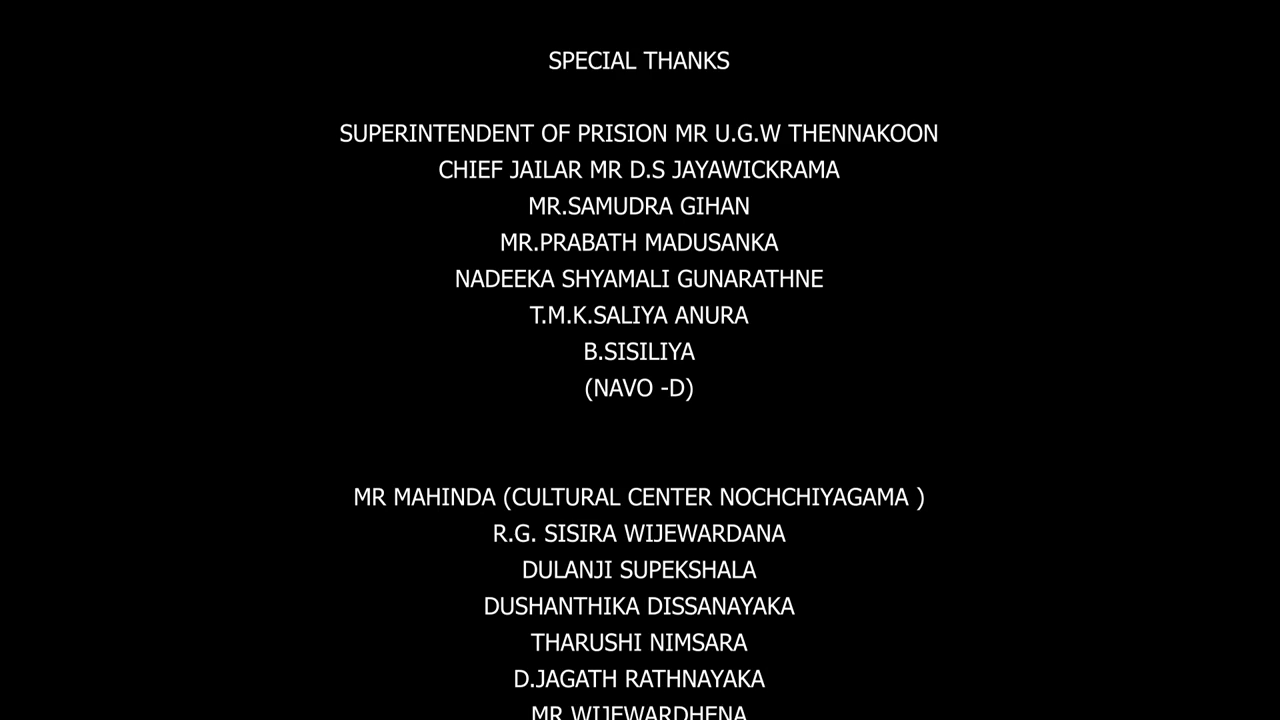 SPECIAL THANKS
SUPERINTENDENT OF PRISION MR U.G.W THENNAKOON
CHIEF JAILAR MR D.S JAYAWICKRAMA
MR.SAMUDRA GIHAN
MR.PRABATH MADUSANKA
NADEEKA SHYAMALI GUNARATHNE
T.M.K.SALIYA ANURA
B.SISILIYA
(NAVO -D)
MR MAHINDA (CULTURAL CENTER NOCHCHIYAGAMA )
R.G. SISIRA WIJEWARDANA
DULANJI SUPEKSHALA
DUSHANTHIKA DISSANAYAKA
THARUSHI NIMSARA
D.JAGATH RATHNAYAKA
MR WIJEWARDHENA